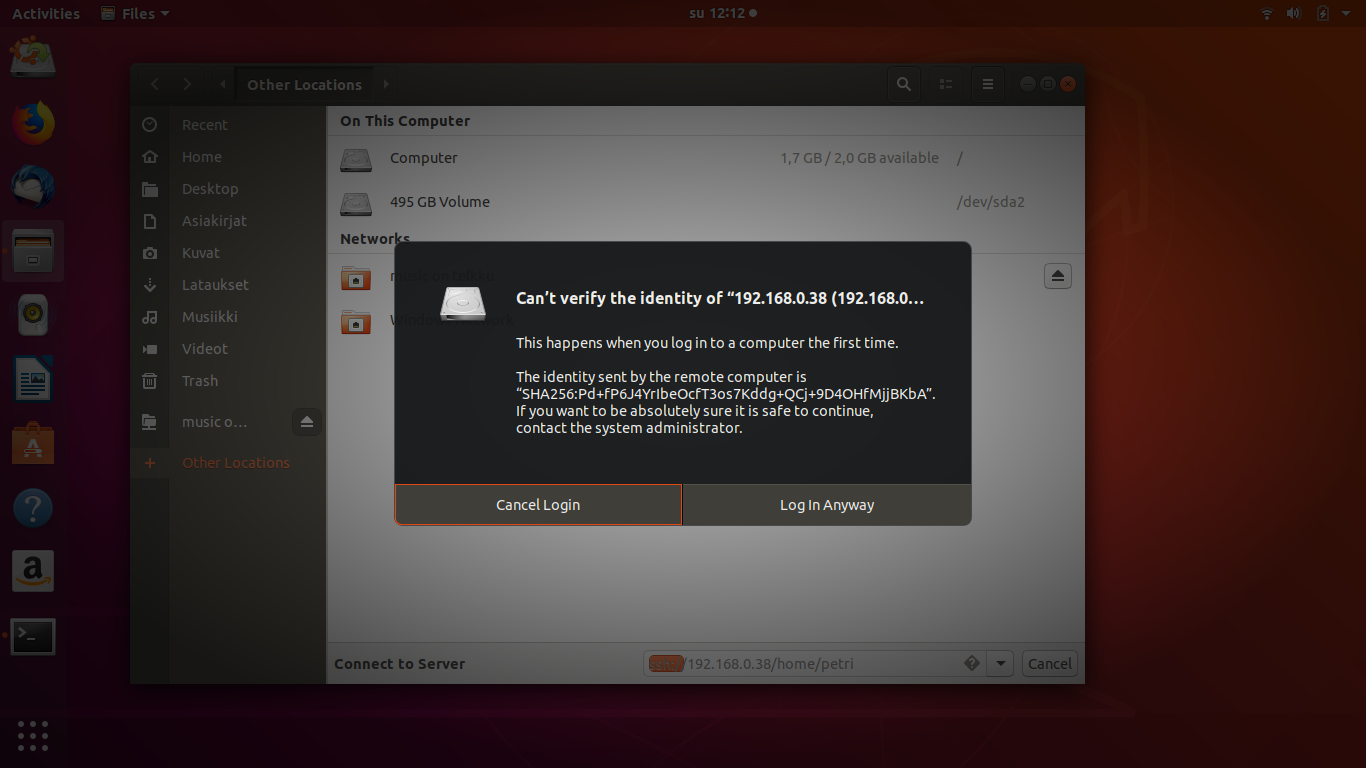 Activities
Files
su 12:12
Other Locations
Recent
Home
Desktop
Asiakirjat
Kuvat
Lataukset
Musiikki
Videot
Trash
music o…
Other Locations
On This Computer
Computer
1,7 GB / 2,0 GB available
/
495 GB Volume
/dev/sda2
Networks
Can't verify the identity of “192.168.0.38 (192.168.0…
This happens when you log in to a computer the first time.
The identity sent by the remote computer is
“SHA256:Pd+fP6J4YrIbeOcfT3os7Kddg+QCj+9D4OHfMjjBKbA”.
If you want to be absolutely sure it is safe to continue,
contact the system administrator.
Cancel Login
Log In Anyway
Connect to Server
ssh://192.168.0.38/home/petri
Cancel